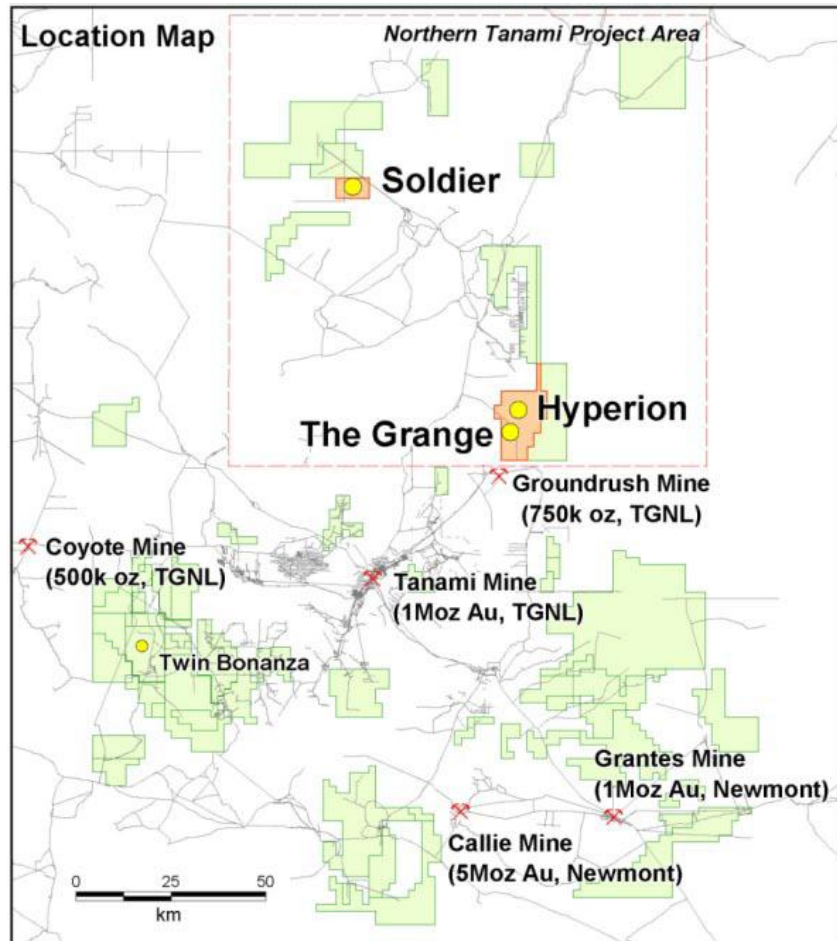 Location Map
Northern Tanami Project Area
Soldier
Hyperion
The Grange
Groundrush Mine
(750k oz, TGNL)
Coyote Mine
(500k oz, TGNL)
Tanami Mine
(1Moz Au, TGNL)
Twin Bonanza
Grantes Mine
(1Moz Au, Newmont)
Callie Mine
(5Moz Au, Newmont)
0 25 50
km